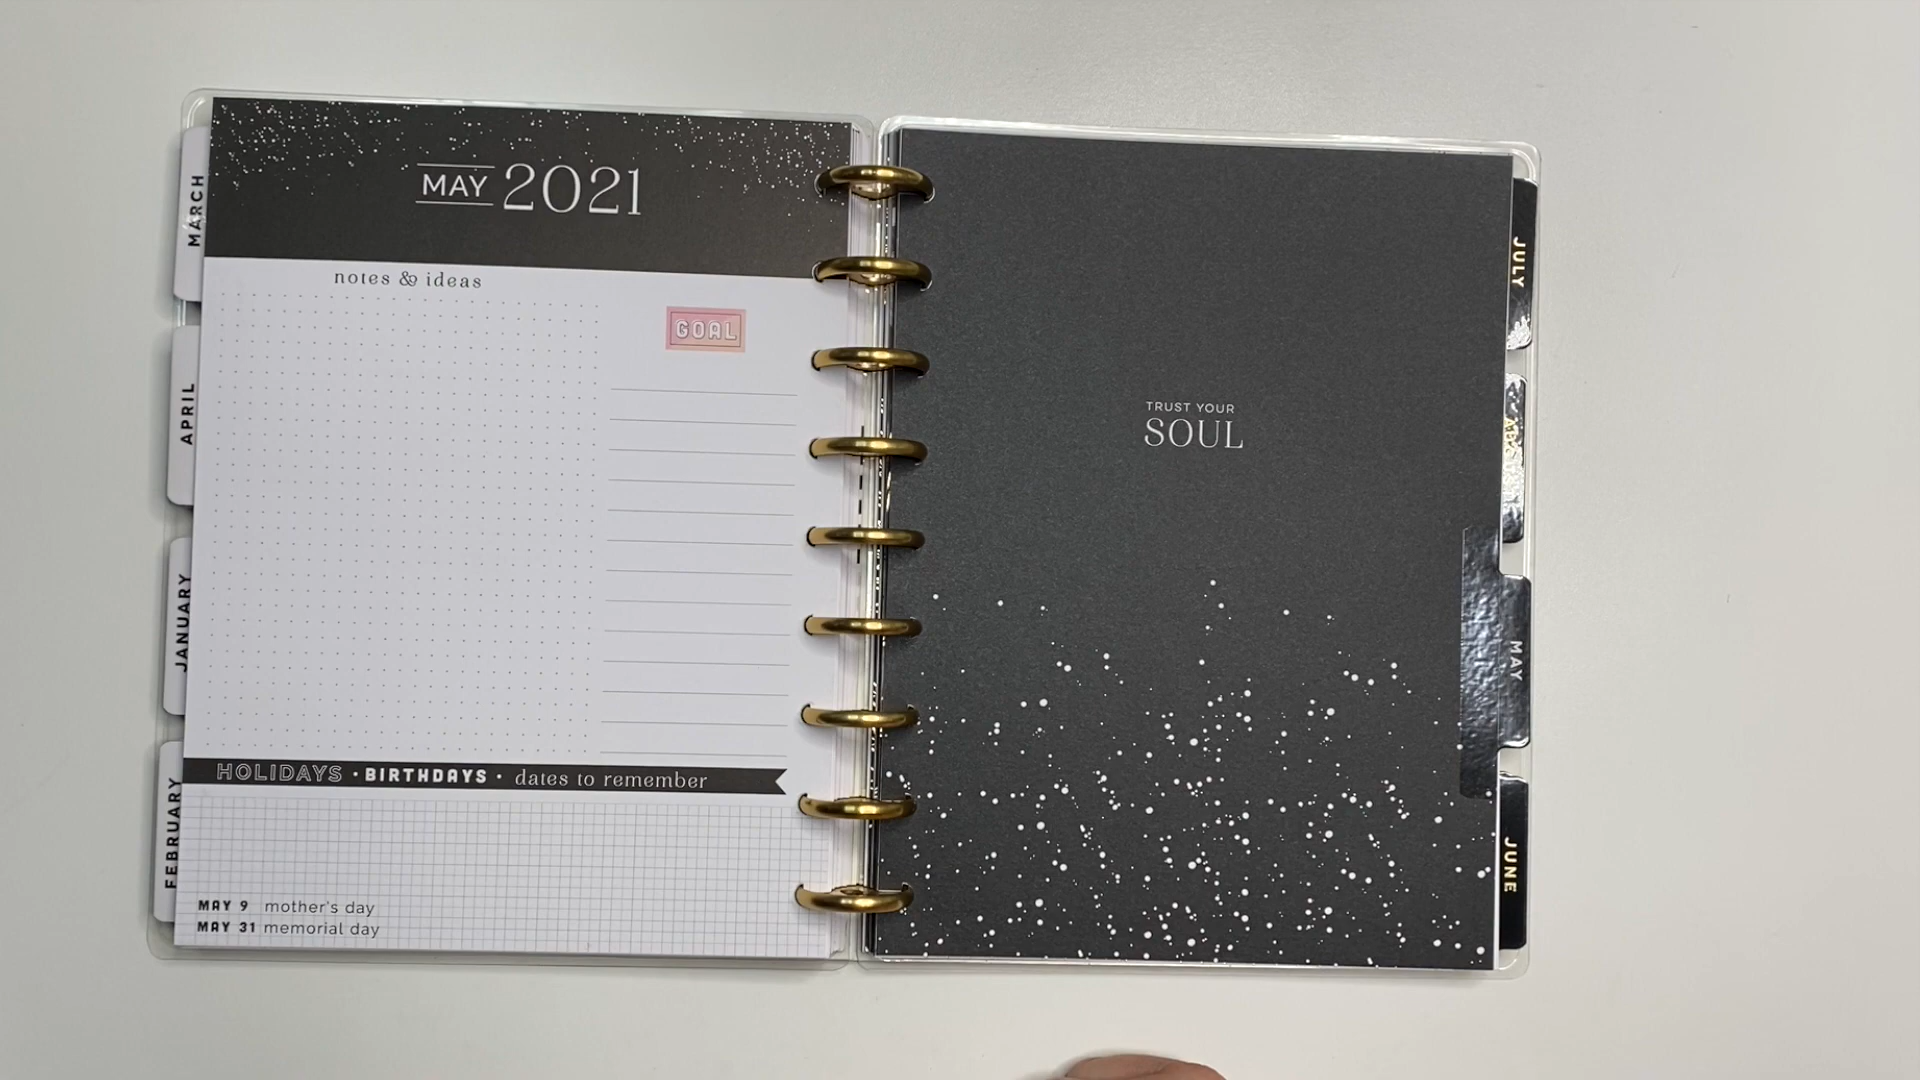 MARCH
APRIL
JANUARY
FEBRUARY
MAY 2021
notes & ideas
GOAL
HOLIDAYS · BIRTHDAYS · dates to remember
MAY 9 mother's day
MAY 31 memorial day
TRUST YOUR
SOUL
JULY
MAY
JUNE